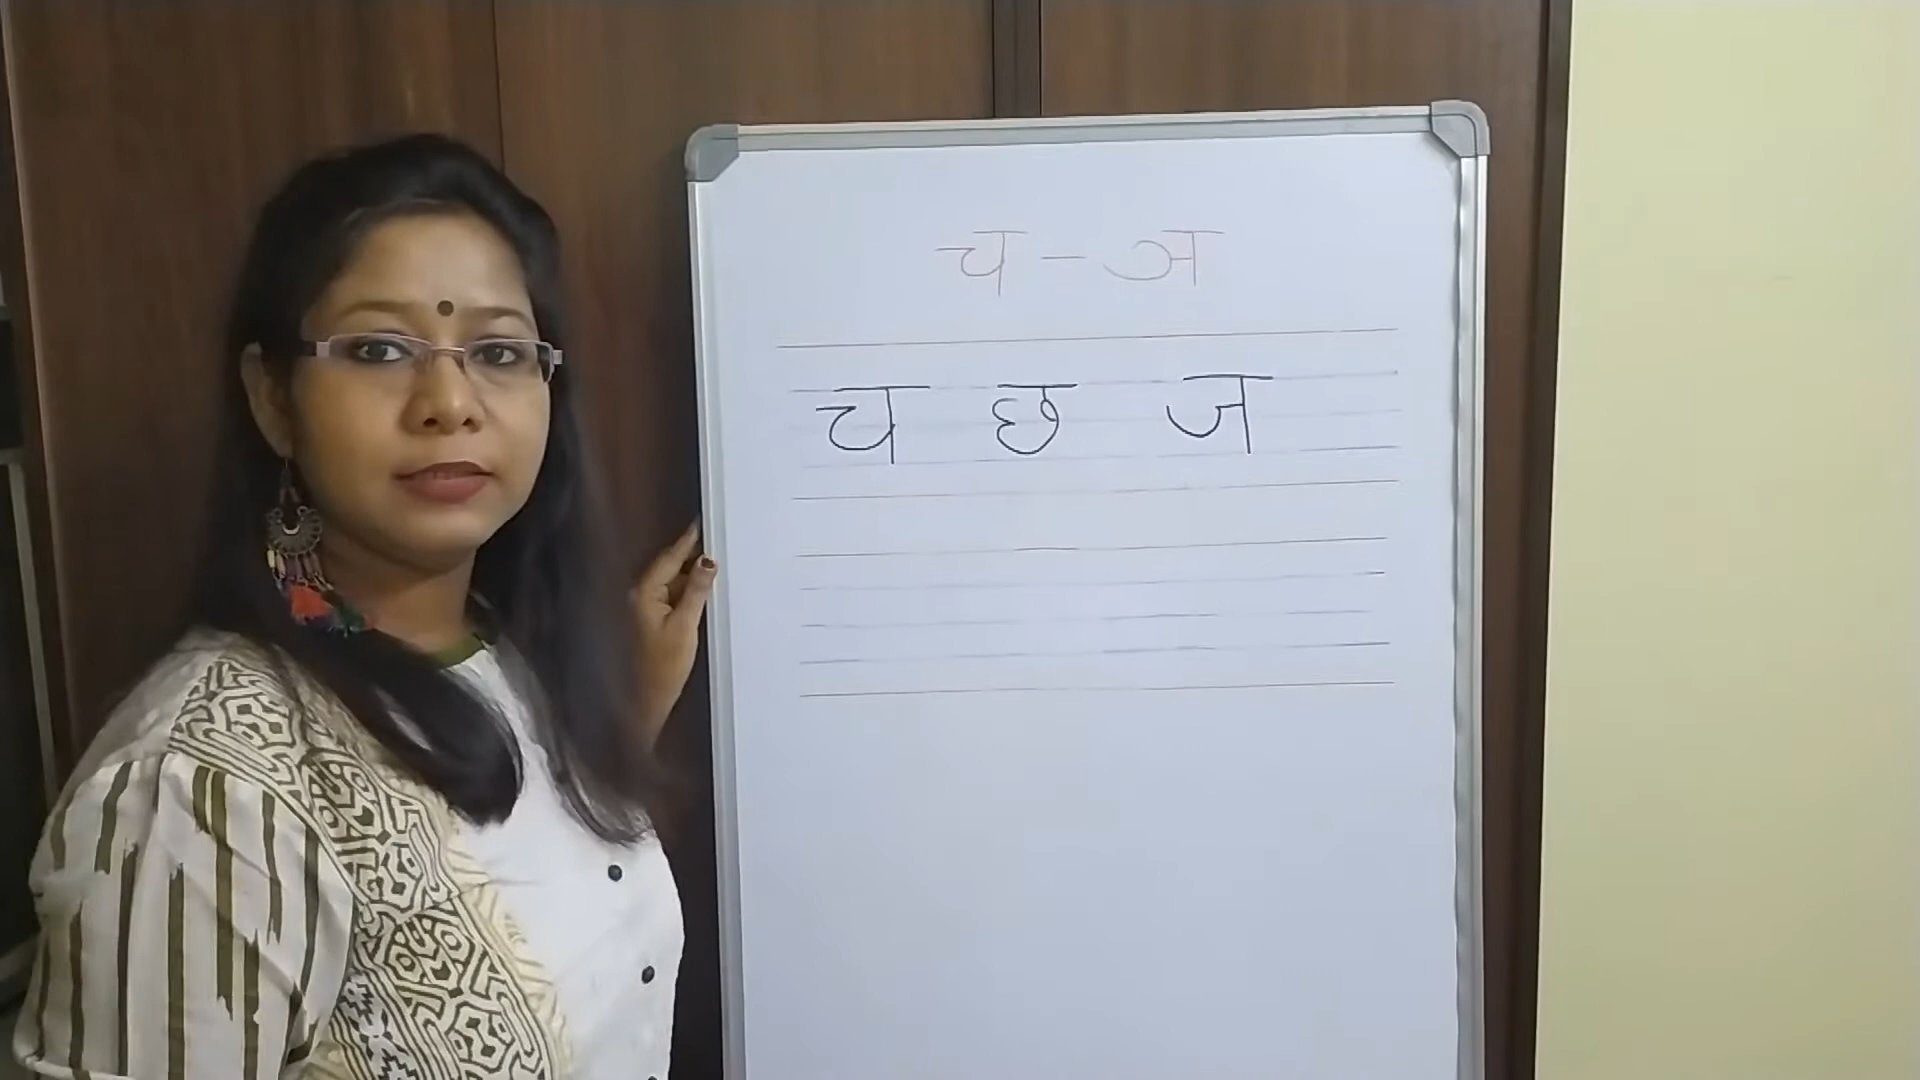 च - ञ
च छ ज